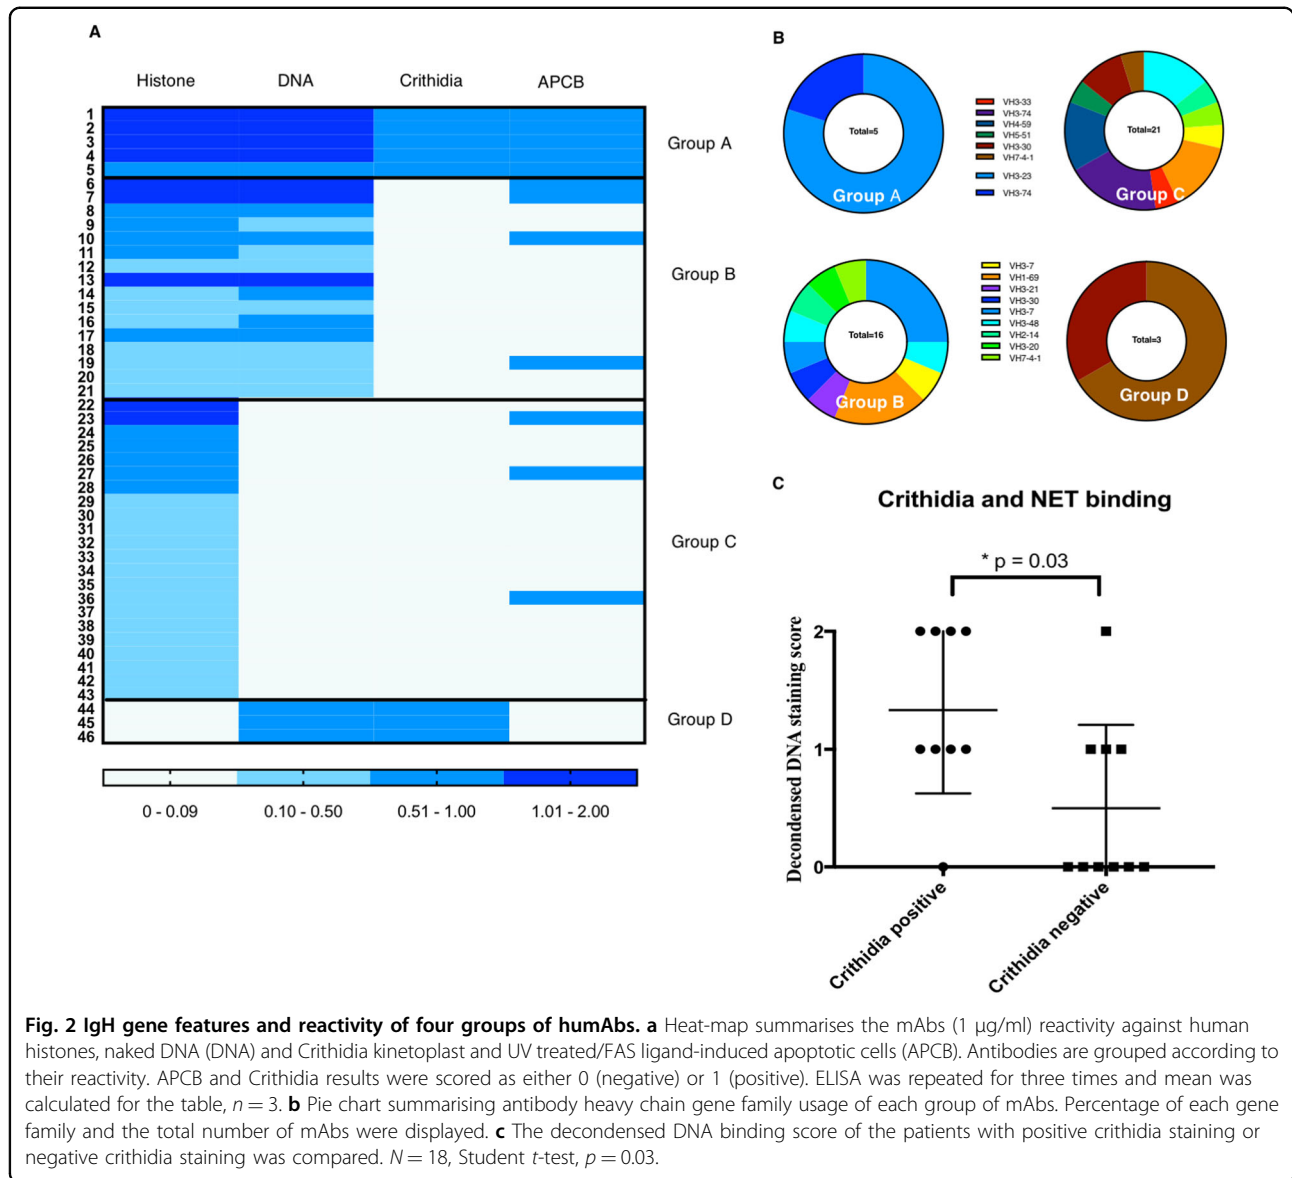 A
Histone DNA Crithidia APCB
1
2
3
4
5
6
7
8
9
10
11
12
13
14
15
16
17
18
19
20
21
22
23
24
25
26
27
28
29
30
31
32
33
34
35
36
37
38
39
40
41
42
43
44
45
46
Group A
Group B
Group C
Group D
0 - 0.09 0.10 - 0.50 0.51 - 1.00 1.01 - 2.00
B
Total=5
Group A
VH3-33
VH3-74
VH4-59
VH5-51
VH3-30
VH7-4-1
VH3-23
VH3-74
Total=21
Group C
Total=16
Group B
VH3-7
VH1-69
VH3-21
VH3-30
VH3-7
VH3-48
VH2-14
VH3-20
VH7-4-1
Total=3
Group D
C
Crithidia and NET binding
* p = 0.03
Decondensed DNA staining score
2
1
0
Crithidia positive
Crithidia negative
Fig. 2 IgH gene features and reactivity of four groups of humAbs. a Heat-map summarises the mAbs (1 μg/ml) reactivity against human
histones, naked DNA (DNA) and Crithidia kinetoplast and UV treated/FAS ligand-induced apoptotic cells (APCB). Antibodies are grouped according to
their reactivity. APCB and Crithidia results were scored as either 0 (negative) or 1 (positive). ELISA was repeated for three times and mean was
calculated for the table, n = 3. b Pie chart summarising antibody heavy chain gene family usage of each group of mAbs. Percentage of each gene
family and the total number of mAbs were displayed. c The decondensed DNA binding score of the patients with positive crithidia staining or
negative crithidia staining was compared. N = 18, Student t-test, p = 0.03.